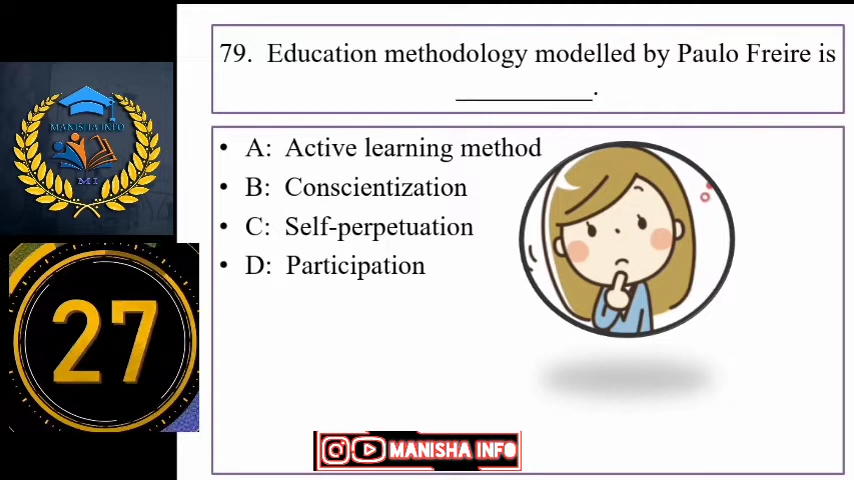 79. Education methodology modelled by Paulo Freire is
__________.
• A: Active learning method
• B: Conscientization
• C: Self-perpetuation
• D: Participation
MANISHA INFO
MI
27
MANISHA INFO